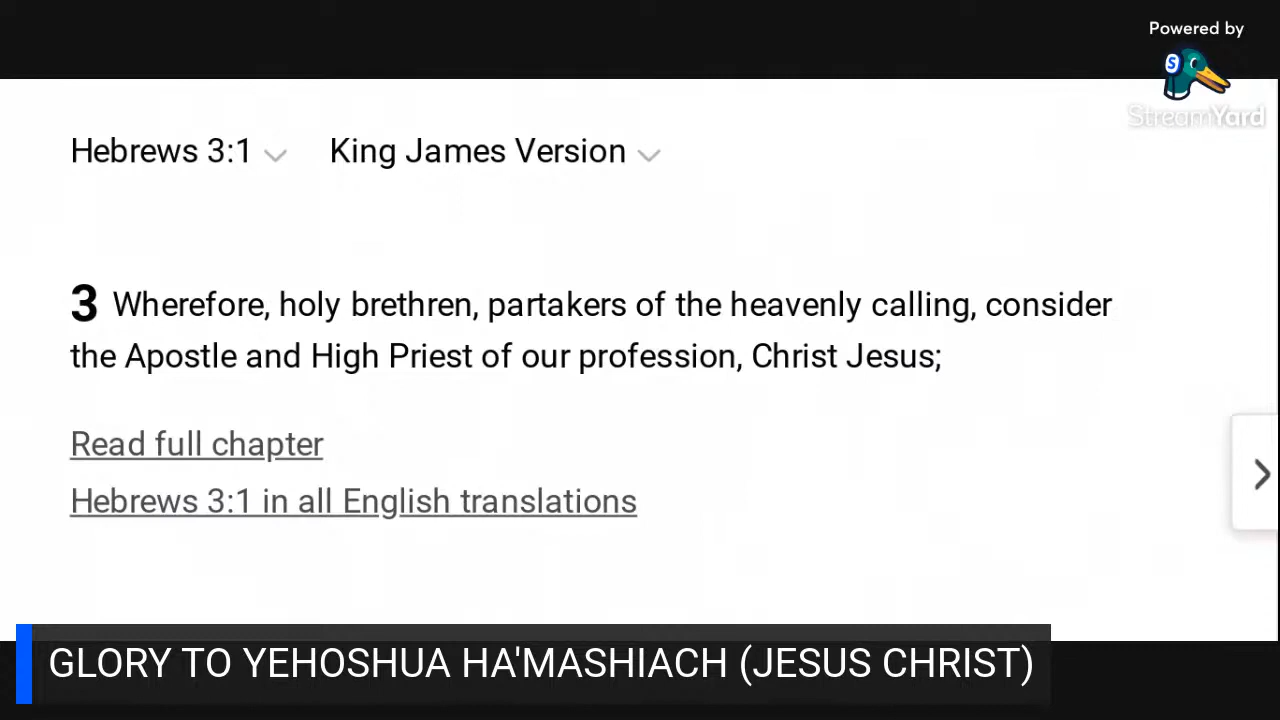 Powered by
S
StreamYard
Hebrews 3:1 King James Version
3 Wherefore, holy brethren, partakers of the heavenly calling, consider
the Apostle and High Priest of our profession, Christ Jesus;
Read full chapter
Hebrews 3:1 in all English translations
GLORY TO YEHOSHUA HA'MASHIACH (JESUS CHRIST)